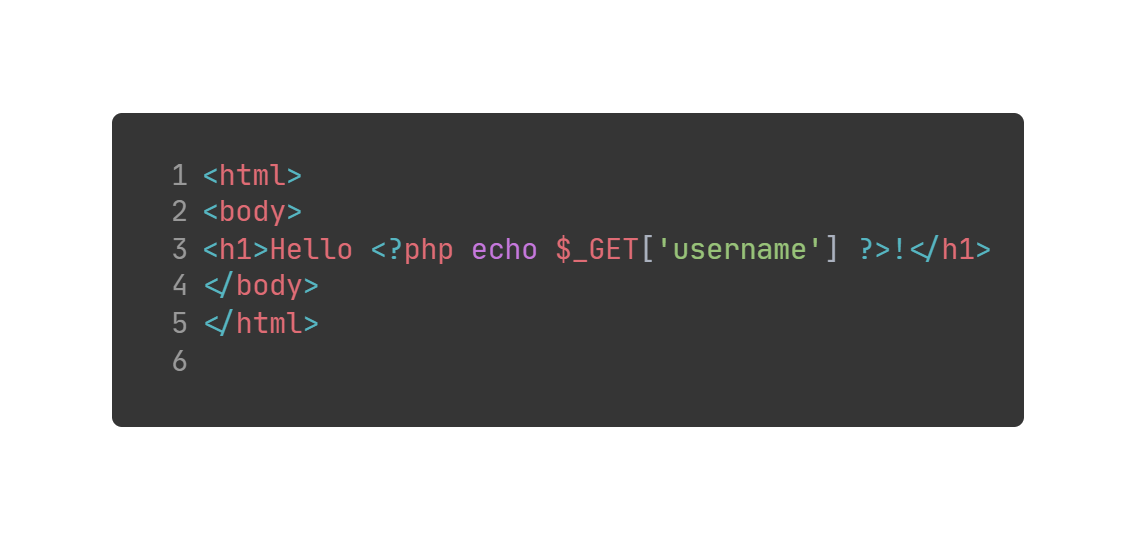 1 <html>
2 <body>
3 <h1>Hello <?php echo $_GET['username'] ?>!</h1>
4 </body>
5 </html>
6